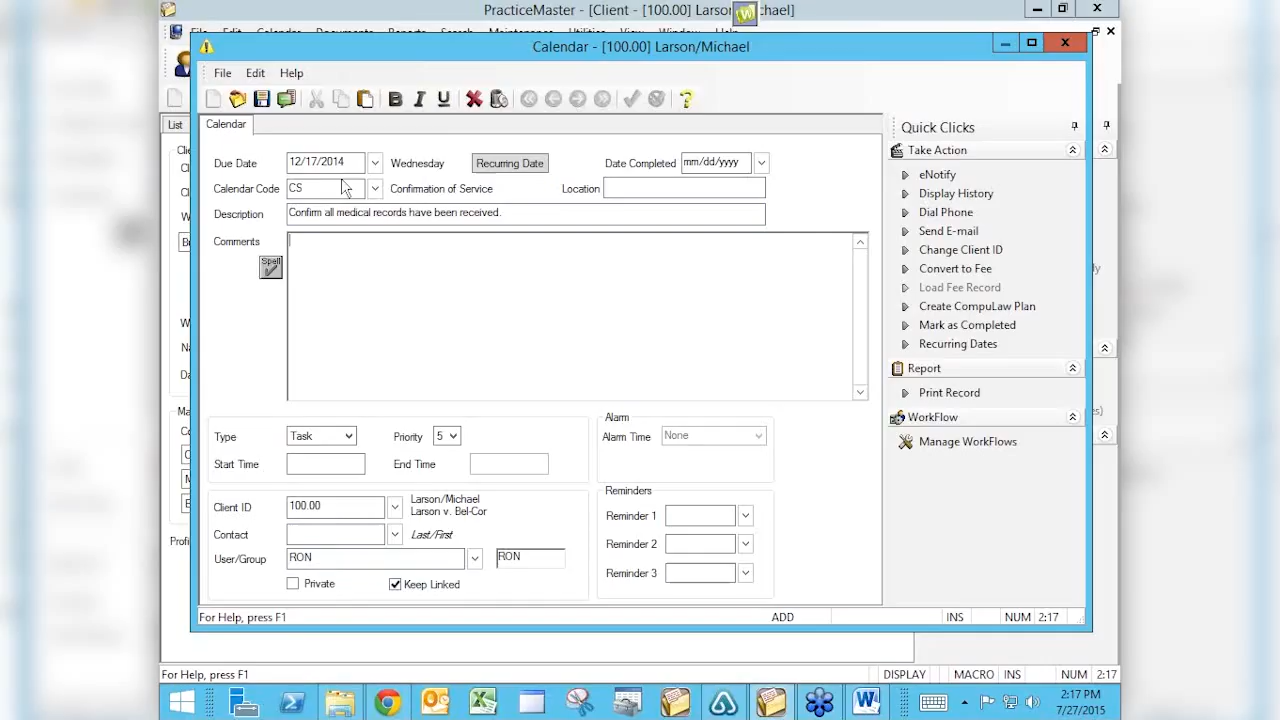 PracticeMaster - [Client - [100.00] Lar
hael]
Calendar - [100.00] Larson/Michael
File Edit Help
Calendar
Quick Clicks
List
Due Date 12/17/2014 Wednesday Recurring Date Date Completed mm/dd/yyyy
Take Action
Calendar Code CS Confirmation of Service Location
eNotify
Display History
Description Confirm all medical records have been received.
Dial Phone
Send E-mail
Comments
Change Client ID
Spell
Convert to Fee
Load Fee Record
Create CompuLaw Plan
Mark as Completed
Recurring Dates
Report
Print Record
WorkFlow
Manage WorkFlows
Type Task Priority 5
Start Time End Time
Alarm
Alarm Time None
Client ID 100.00 Larson/Michael
Larson v. Bel-Cor
Contact Last/First
User/Group RON RON
Private Keep Linked
Reminders
Reminder 1
Reminder 2
Reminder 3
For Help, press F1 ADD INS NUM 2:17
For Help, press F1 DISPLAY MACRO INS NUM 2:17
2:17 PM
7/27/2015